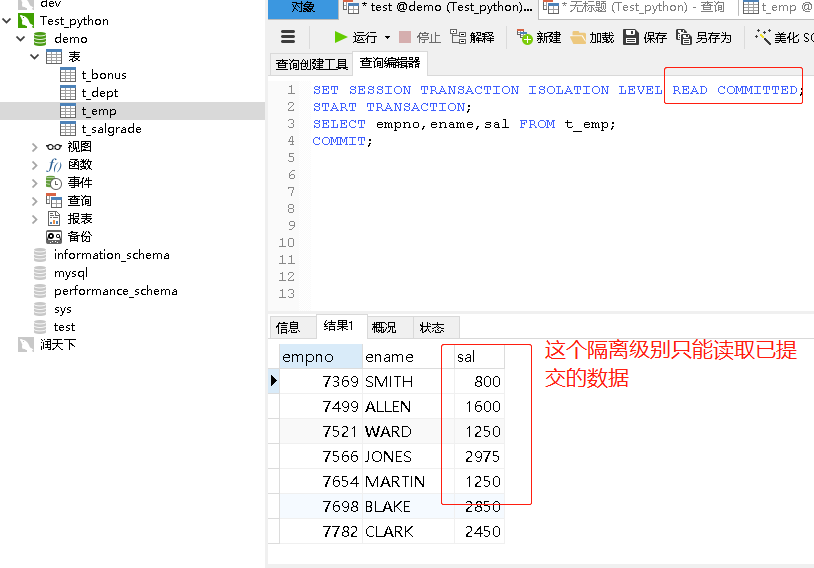 dev
Test_python
demo
表
t_bonus
t_dept
t_emp
t_salgrade
视图
函数
事件
查询
报表
备份
information_schema
mysql
performance_schema
sys
test
润天下
对象
* test @demo (Test_python)...
* 无标题 (Test_python) - 查询
t_emp @
运行
停止
解释
新建
加载
保存
另存为
美化 SQ
查询创建工具
查询编辑器
1 SET SESSION TRANSACTION ISOLATION LEVEL READ COMMITTED;
2 START TRANSACTION;
3 SELECT empno,ename,sal FROM t_emp;
4 COMMIT;
5
6
7
8
9
10
11
12
13
信息
结果1
概况
状态
empno ename sal
7369 SMITH 800
7499 ALLEN 1600
7521 WARD 1250
7566 JONES 2975
7654 MARTIN 1250
7698 BLAKE 2850
7782 CLARK 2450
这个隔离级别只能读取已提
交的数据